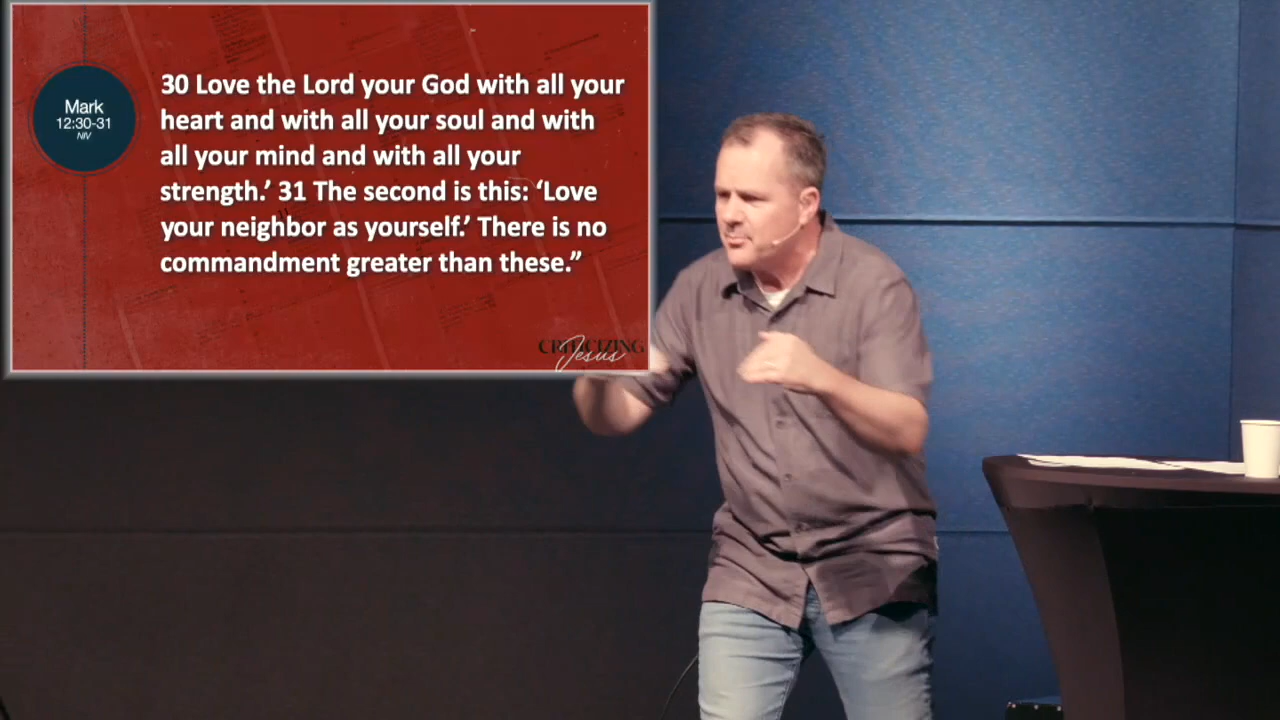 Mark
12:30-31
NIV
30 Love the Lord your God with all your
heart and with all your soul and with
all your mind and with all your
strength.’ 31 The second is this: ‘Love
your neighbor as yourself.’ There is no
commandment greater than these.”
CRITICIZING
Jesus